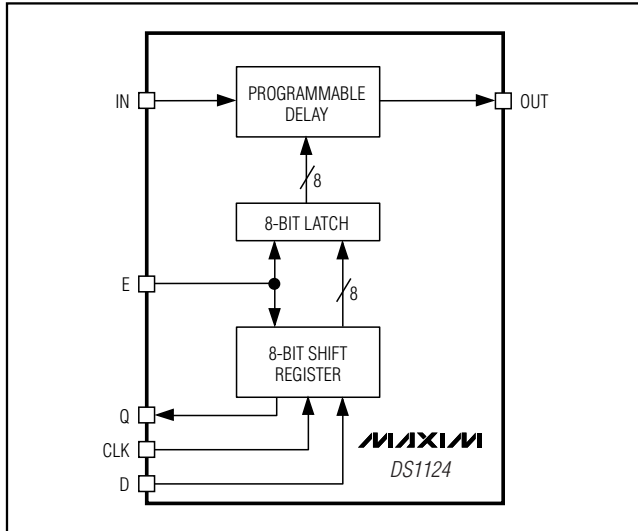 IN
PROGRAMMABLE
DELAY
OUT
8
8-BIT LATCH
E
8
8-BIT SHIFT
REGISTER
Q
CLK
D
MAXIM
DS1124